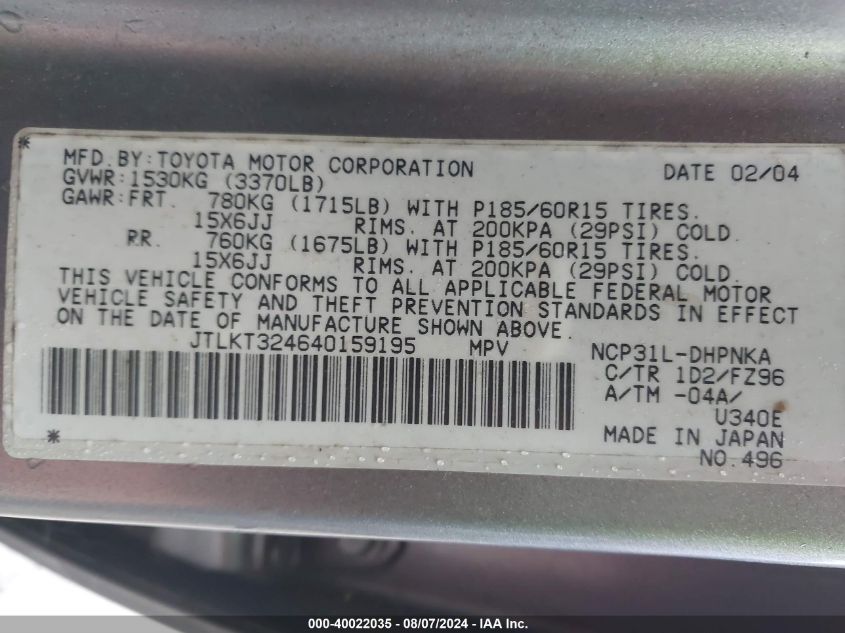 MFD.BY:TOYOTA MOTOR CORPORATION DATE 02/04
GVWR:1530KG (3370LB)
GAWR:FRT. 780KG (1715LB) WITH P185/60R15 TIRES.
15X6JJ RIMS. AT 200KPA (29PSI) COLD.
RR. 760KG (1675LB) WITH P185/60R15 TIRES.
15X6JJ RIMS. AT 200KPA (29PSI) COLD.
THIS VEHICLE CONFORMS TO ALL APPLICABLE FEDERAL MOTOR
VEHICLE SAFETY AND THEFT PREVENTION STANDARDS IN EFFECT
ON THE DATE OF MANUFACTURE SHOWN ABOVE.
JTLKT324640159195 MPV NCP31L-DHPNKA
C/TR 1D2/FZ96
A/TM -04A/
U340E
MADE IN JAPAN
NO.496
000-40022035 - 08/07/2024 - IAA Inc.